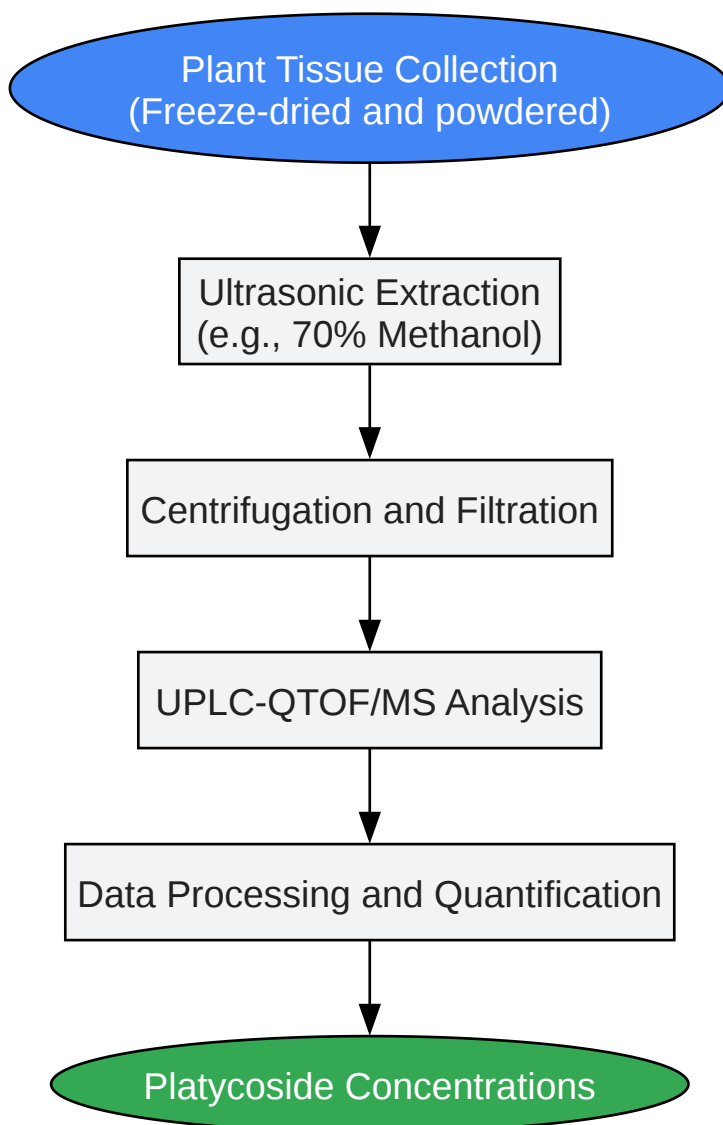 Plant Tissue Collection
(Freeze-dried and powdered)
Ultrasonic Extraction
(e.g., 70% Methanol)
Centrifugation and Filtration
UPLC-QTOF/MS Analysis
Data Processing and Quantification
Platycoside Concentrations